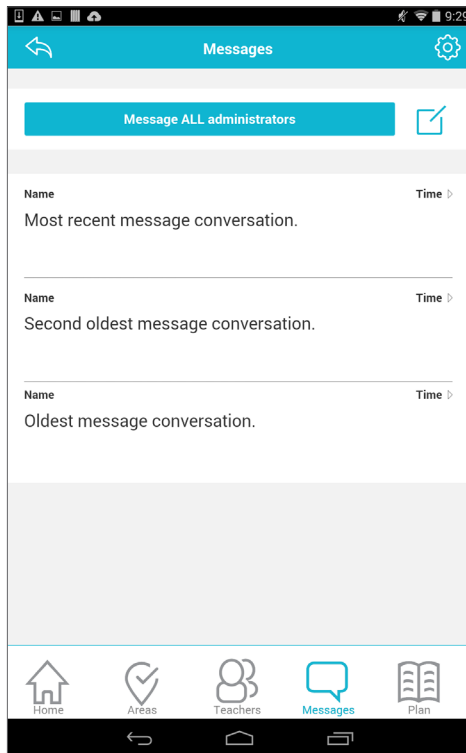 9:29
Messages
Message ALL administrators
Name Time
Most recent message conversation.
Name Time
Second oldest message conversation.
Name Time
Oldest message conversation.
Home Areas Teachers Messages Plan